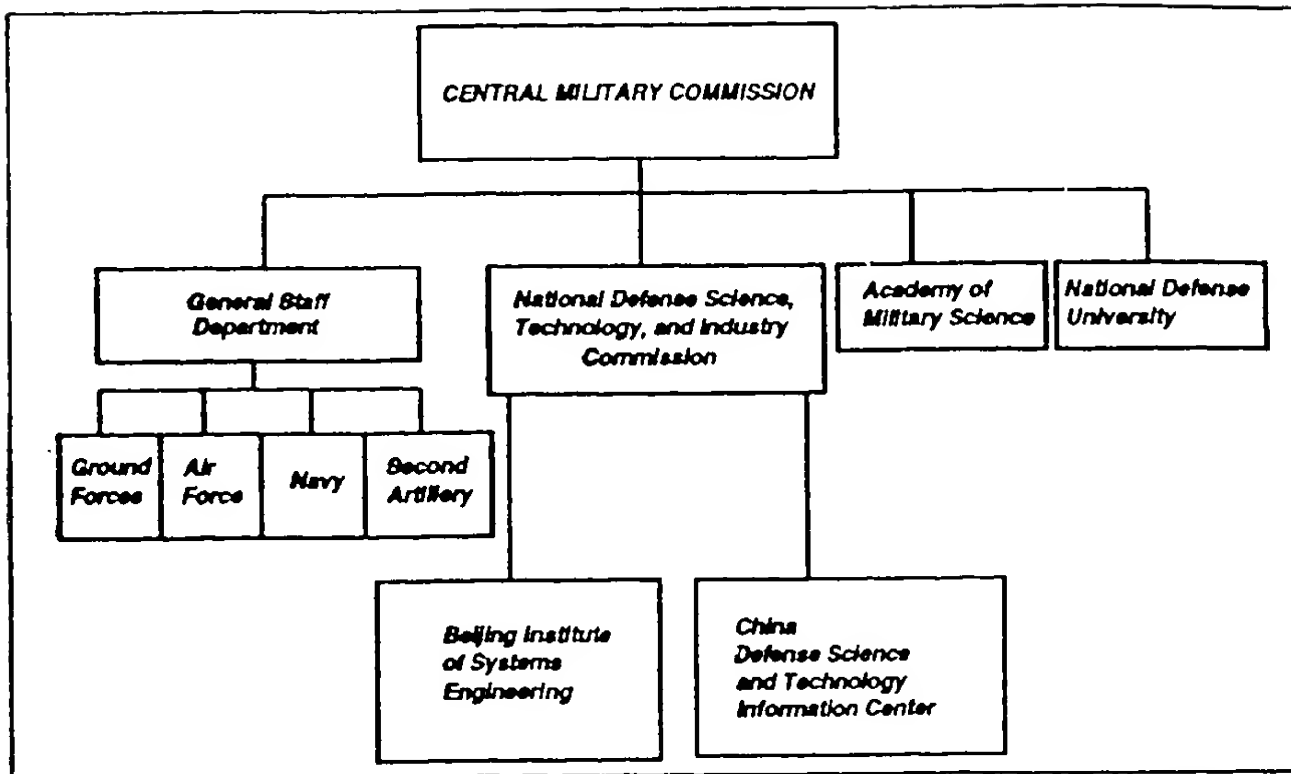 CENTRAL MILITARY COMMISSION
General Staff
Department
National Defense Science,
Technology, and Industry
Commission
Academy of
Military Science
National Defense
University
Ground
Forces
Air
Force
Navy
Second
Artillery
Beijing Institute
of Systems
Engineering
China
Defense Science
and Technology
Information Center